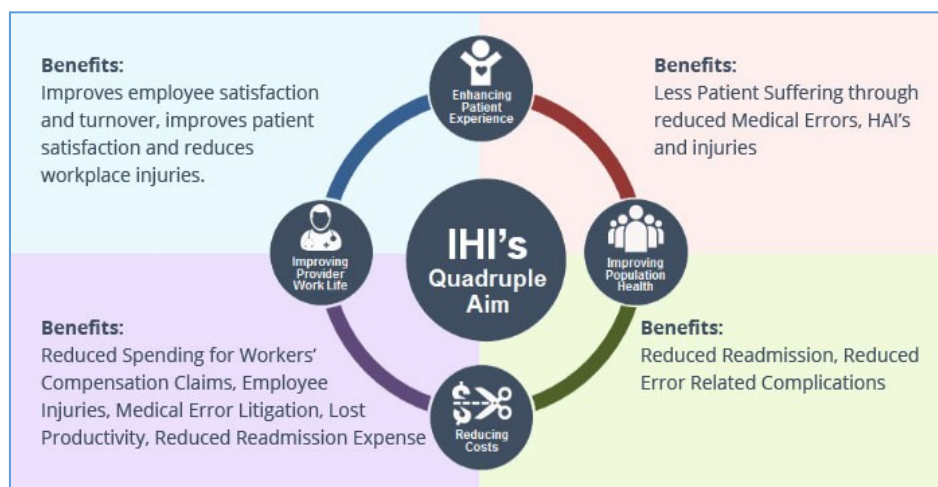 Benefits:
Improves employee satisfaction
and turnover, improves patient
satisfaction and reduces
workplace injuries.
Enhancing
Patient
Experience
Benefits:
Less Patient Suffering through
reduced Medical Errors, HAI's
and injuries
Improving
Provider
Work Life
IHI's
Quadruple
Aim
Improving
Population
Health
Benefits:
Reduced Spending for Workers'
Compensation Claims, Employee
Injuries, Medical Error Litigation, Lost
Productivity, Reduced Readmission Expense
Reducing
Costs
Benefits:
Reduced Readmission, Reduced
Error Related Complications